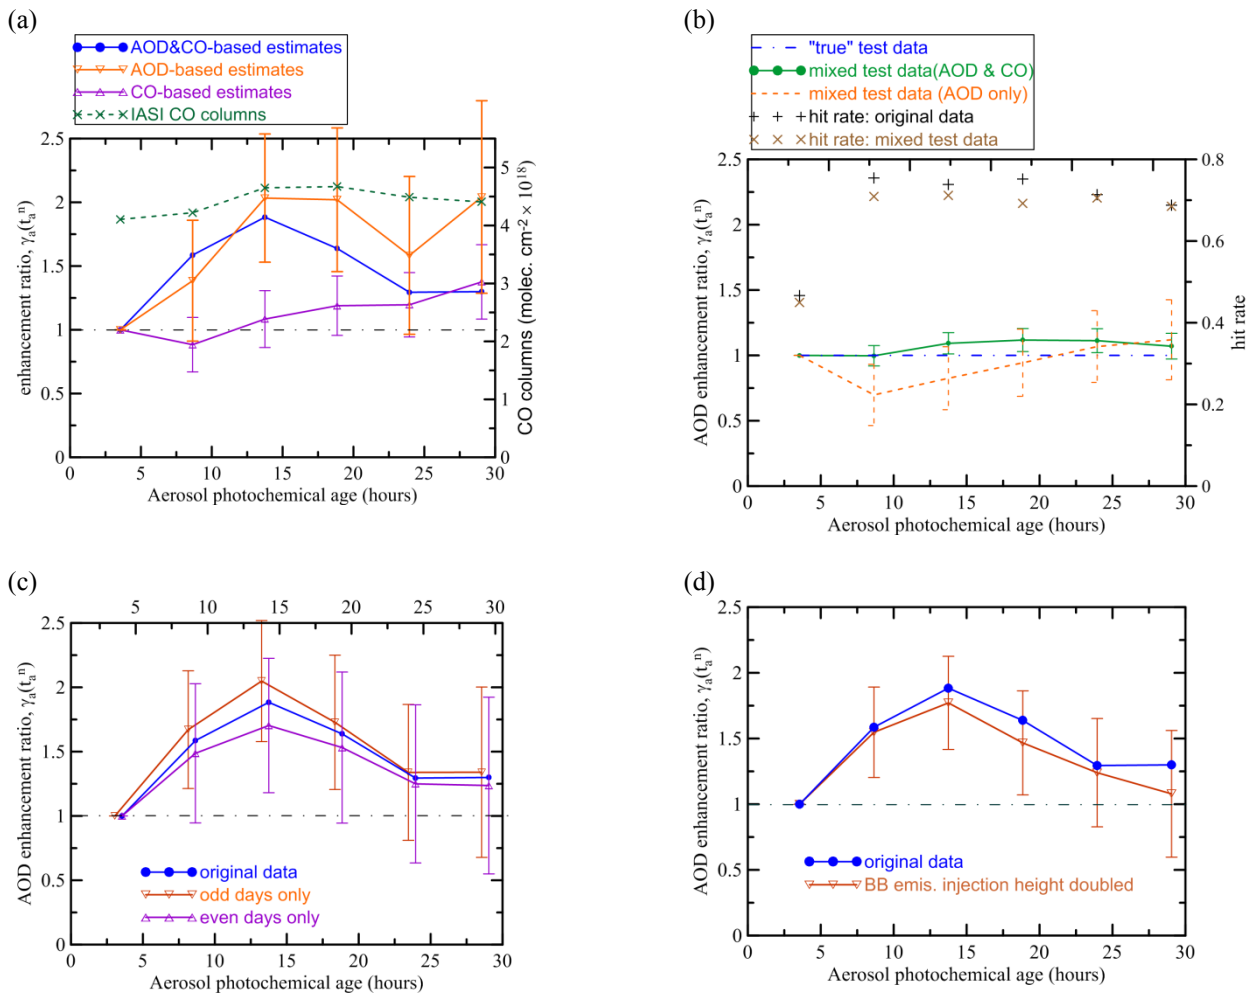 (a)
AOD&CO-based estimates
AOD-based estimates
CO-based estimates
IASI CO columns
enhancement ratio, γₐ(tₐⁿ)
2.5
2
1.5
1
0.5
0
0 5 10 15 20 25 30
Aerosol photochemical age (hours)
5
4
3
2
1
0
CO columns (molec. cm⁻² × 10¹⁸)
(b)
"true" test data
mixed test data(AOD & CO)
mixed test data (AOD only)
hit rate: original data
hit rate: mixed test data
AOD enhancement ratio, γₐ(tₐⁿ)
2.5
2
1.5
1
0.5
0
0 5 10 15 20 25 30
Aerosol photochemical age (hours)
0.8
0.6
0.4
0.2
0
hit rate
(c)
5 10 15 20 25 30
AOD enhancement ratio, γₐ(tₐⁿ)
2.5
2
1.5
1
0.5
0
original data
odd days only
even days only
0 5 10 15 20 25 30
Aerosol photochemical age (hours)
(d)
AOD enhancement ratio, γₐ(tₐⁿ)
2.5
2
1.5
1
0.5
0
original data
BB emis. injection height doubled
0 5 10 15 20 25 30
Aerosol photochemical age (hours)